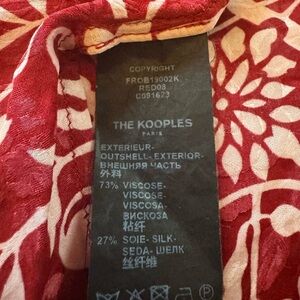 COPYRIGHT
FROB19002K
RED08
C091623
THE KOOPLES
PARIS
EXTERIEUR-
OUTSHELL-EXTERIOR-
ВНЕШНЯЯ ЧАСТЬ
外料
73% VISCOSE-
VISCOSE-
VISCOSA-
ВИСКОЗА
粘纤
27% SOIE- SILK-
SEDA- ШЕЛК
丝纤维